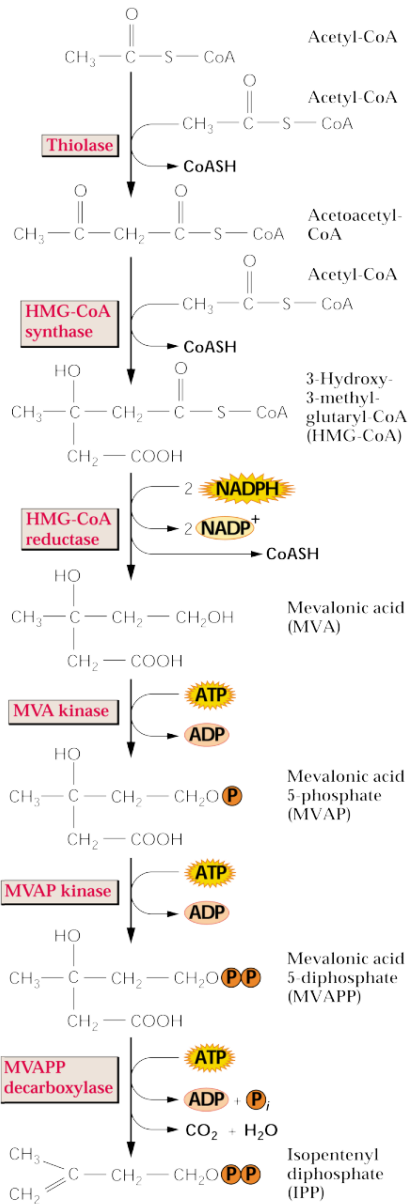 O
CH3 — C — S — CoA
Acetyl-CoA
O
Acetyl-CoA
CH3 — C — S — CoA
Thiolase
CoASH
O O
CH3 — C — CH2 — C — S — CoA
Acetoacetyl-
CoA
O
Acetyl-CoA
CH3 — C — S — CoA
HMG-CoA
synthase
CoASH
HO O
CH3 — C — CH2 — C — S — CoA
CH2 — COOH
3-Hydroxy-
3-methyl-
glutaryl-CoA
(HMG-CoA)
2 NADPH
HMG-CoA
reductase
2 NADP+
CoASH
HO
CH3 — C — CH2 — CH2OH
CH2 — COOH
Mevalonic acid
(MVA)
ATP
MVA kinase
ADP
HO
CH3 — C — CH2 — CH2O P
CH2 — COOH
Mevalonic acid
5-phosphate
(MVAP)
ATP
MVAP kinase
ADP
HO
CH3 — C — CH2 — CH2O P P
CH2 — COOH
Mevalonic acid
5-diphosphate
(MVAPP)
ATP
MVAPP
decarboxylase
ADP + Pi
CO2 + H2O
CH3
C — CH2 — CH2O P P
CH2
Isopentenyl
diphosphate
(IPP)